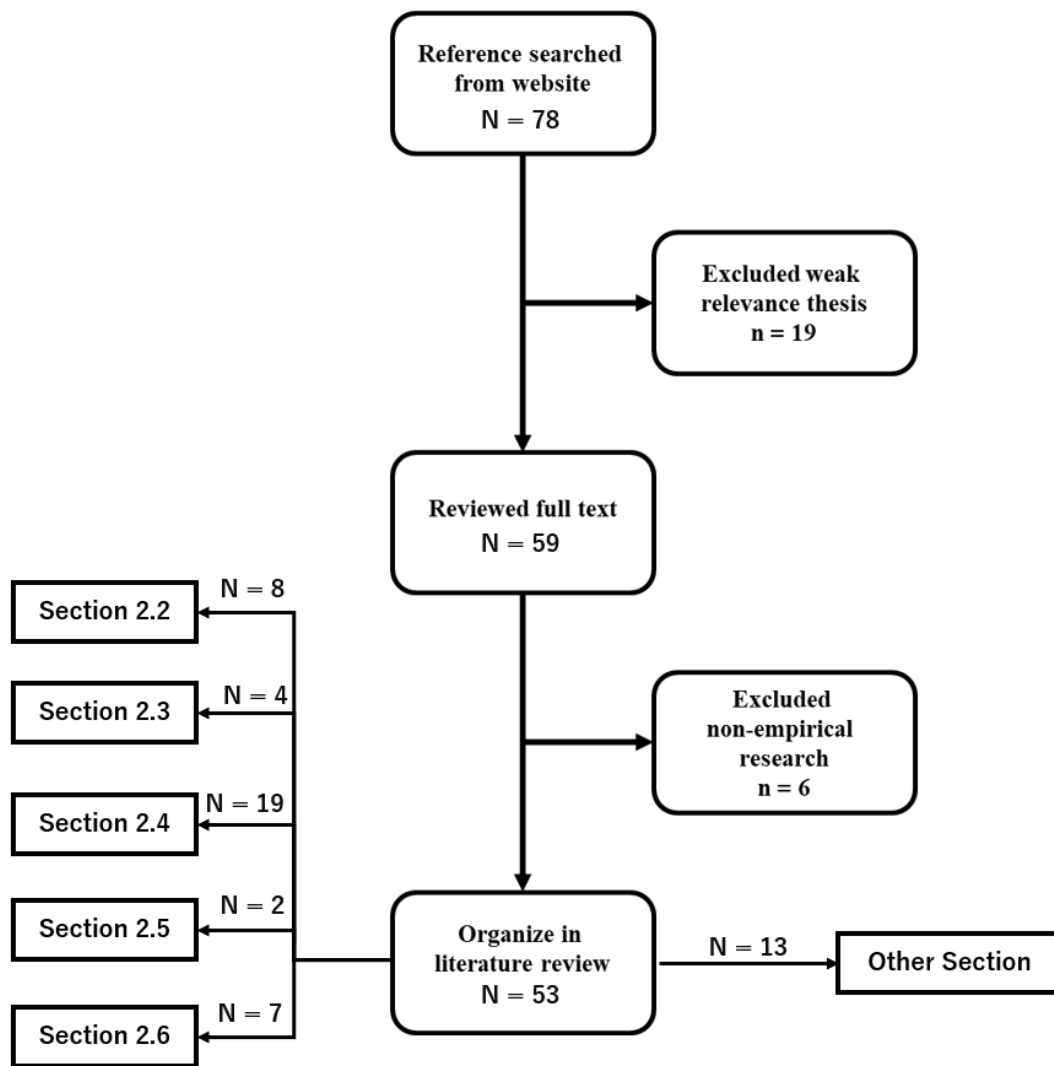 Reference searched
from website
N = 78
Excluded weak
relevance thesis
n = 19
Reviewed full text
N = 59
Excluded
non-empirical
research
n = 6
Organize in
literature review
N = 53
N = 8
Section 2.2
N = 4
Section 2.3
N = 19
Section 2.4
N = 2
Section 2.5
N = 7
Section 2.6
N = 13
Other Section